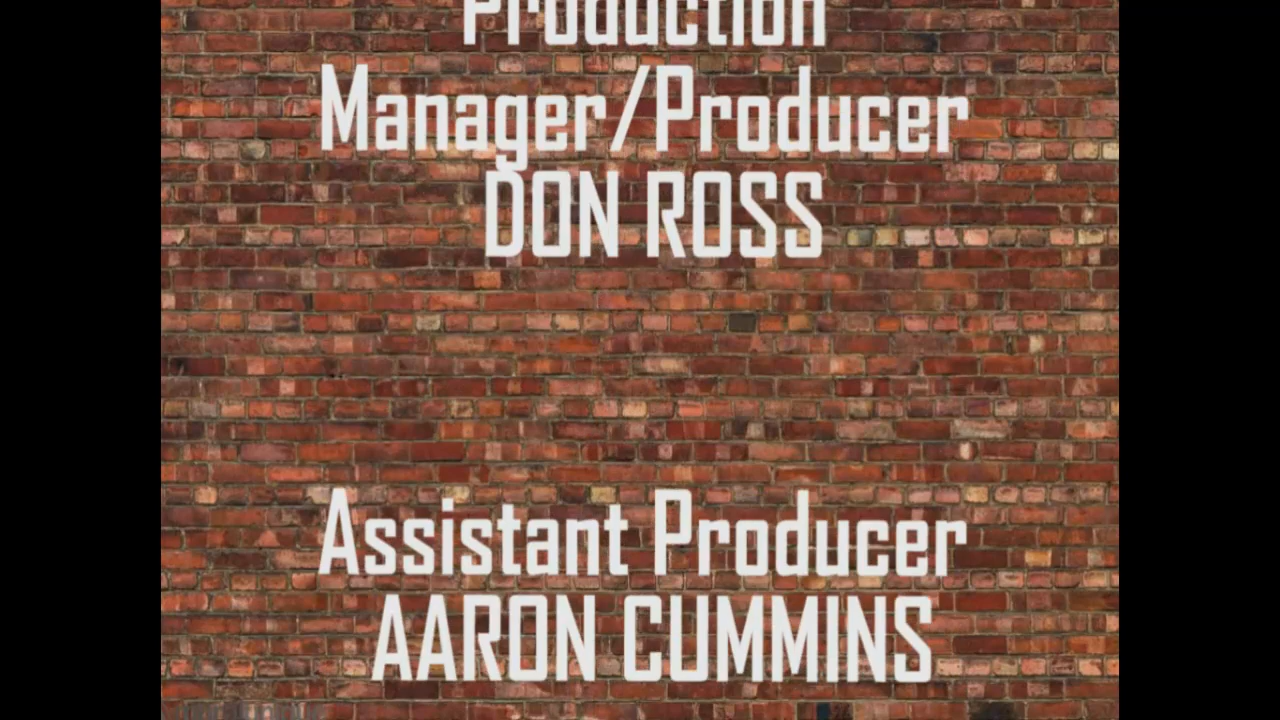 Production
Manager/Producer
DON ROSS
Assistant Producer
AARON CUMMINS